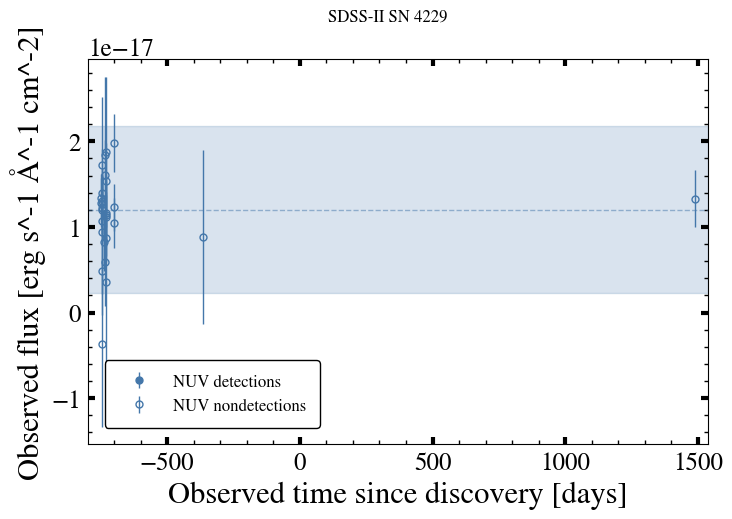 SDSS-II SN 4229
1e−17
Observed flux [erg s^-1 Å^-1 cm^-2]
2
1
0
−1
NUV detections
NUV nondetections
−500 0 500 1000 1500
Observed time since discovery [days]